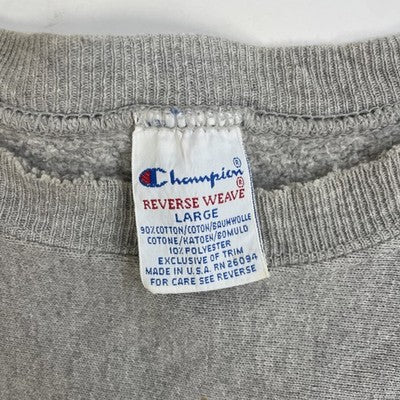 Champion®
REVERSE WEAVE®
LARGE
90% COTTON/COTON/BAUMWOLLE
COTONE/KATOEN/BOMULD
10% POLYESTER
EXCLUSIVE OF TRIM
MADE IN U.S.A. RN 26094
FOR CARE SEE REVERSE